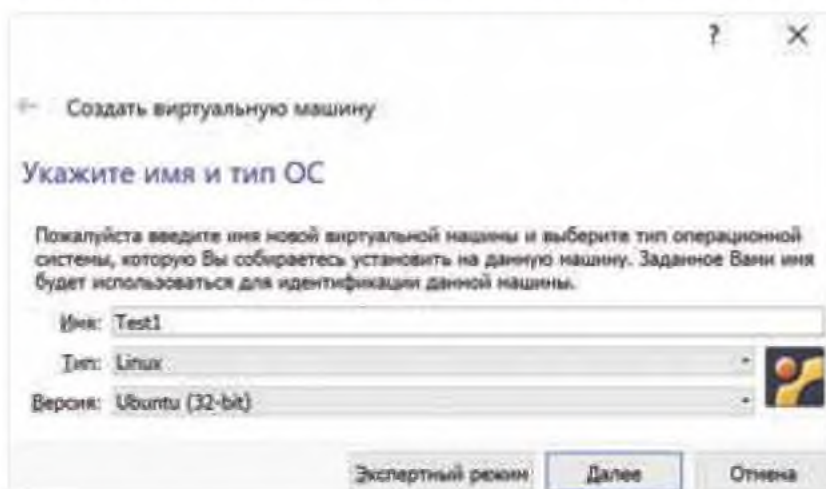 ?
Создать виртуальную машину
Укажите имя и тип ОС
Пожалуйста введите имя новой виртуальной машины и выберите тип операционной
системы, которую Вы собираетесь установить на данную машину. Заданное Вами имя
будет использоваться для идентификации данной машины.
Имя: Test1
Тип: Linux
Версия: Ubuntu (32-bit)
Экспертный режим Далее Отмена